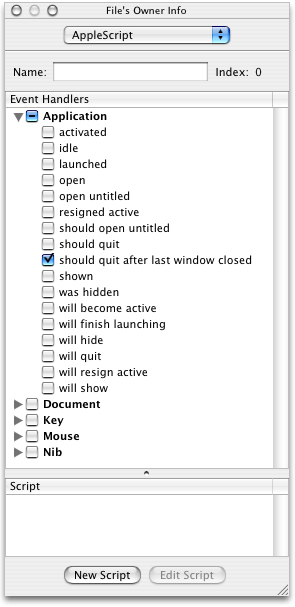 File's Owner Info
AppleScript
Name: Index: 0
Event Handlers
Application
activated
idle
launched
open
open untitled
resigned active
should open untitled
should quit
should quit after last window closed
shown
was hidden
will become active
will finish launching
will hide
will quit
will resign active
will show
Document
Key
Mouse
Nib
Script
New Script Edit Script